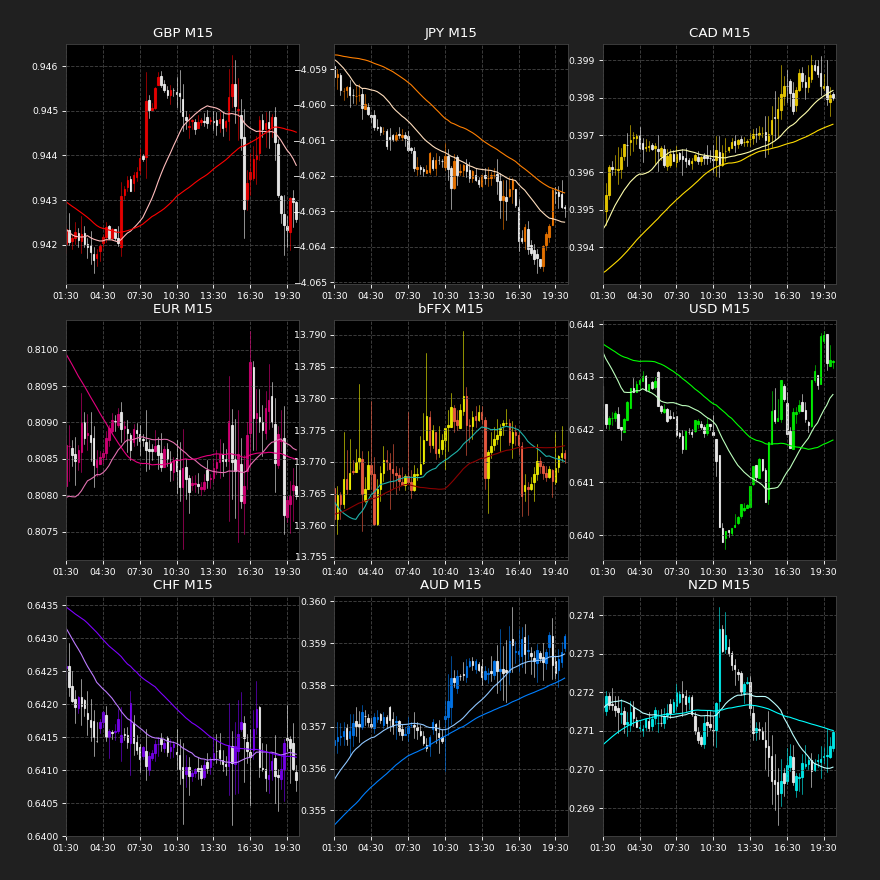 GBP M15 JPY M15 CAD M15
0.946 0.945 0.944 0.943 0.942
−4.059 −4.060 −4.061 −4.062 −4.063 −4.064 −4.065
0.399 0.398 0.397 0.396 0.395 0.394
01:30 04:30 07:30 10:30 13:30 16:30 19:30 01:30 04:30 07:30 10:30 13:30 16:30 19:30 01:30 04:30 07:30 10:30 13:30 16:30 19:30
EUR M15 bFFX M15 USD M15
0.8100 0.8095 0.8090 0.8085 0.8080 0.8075
13.790 13.785 13.780 13.775 13.770 13.765 13.760 13.755
0.644 0.643 0.642 0.641 0.640
01:30 04:30 07:30 10:30 13:30 16:30 19:30 01:40 04:40 07:40 10:40 13:40 16:40 19:40 01:30 04:30 07:30 10:30 13:30 16:30 19:30
CHF M15 AUD M15 NZD M15
0.6435 0.6430 0.6425 0.6420 0.6415 0.6410 0.6405 0.6400
0.360 0.359 0.358 0.357 0.356 0.355
0.274 0.273 0.272 0.271 0.270 0.269
01:30 04:30 07:30 10:30 13:30 16:30 19:30 01:30 04:30 07:30 10:30 13:30 16:30 19:30 01:30 04:30 07:30 10:30 13:30 16:30 19:30